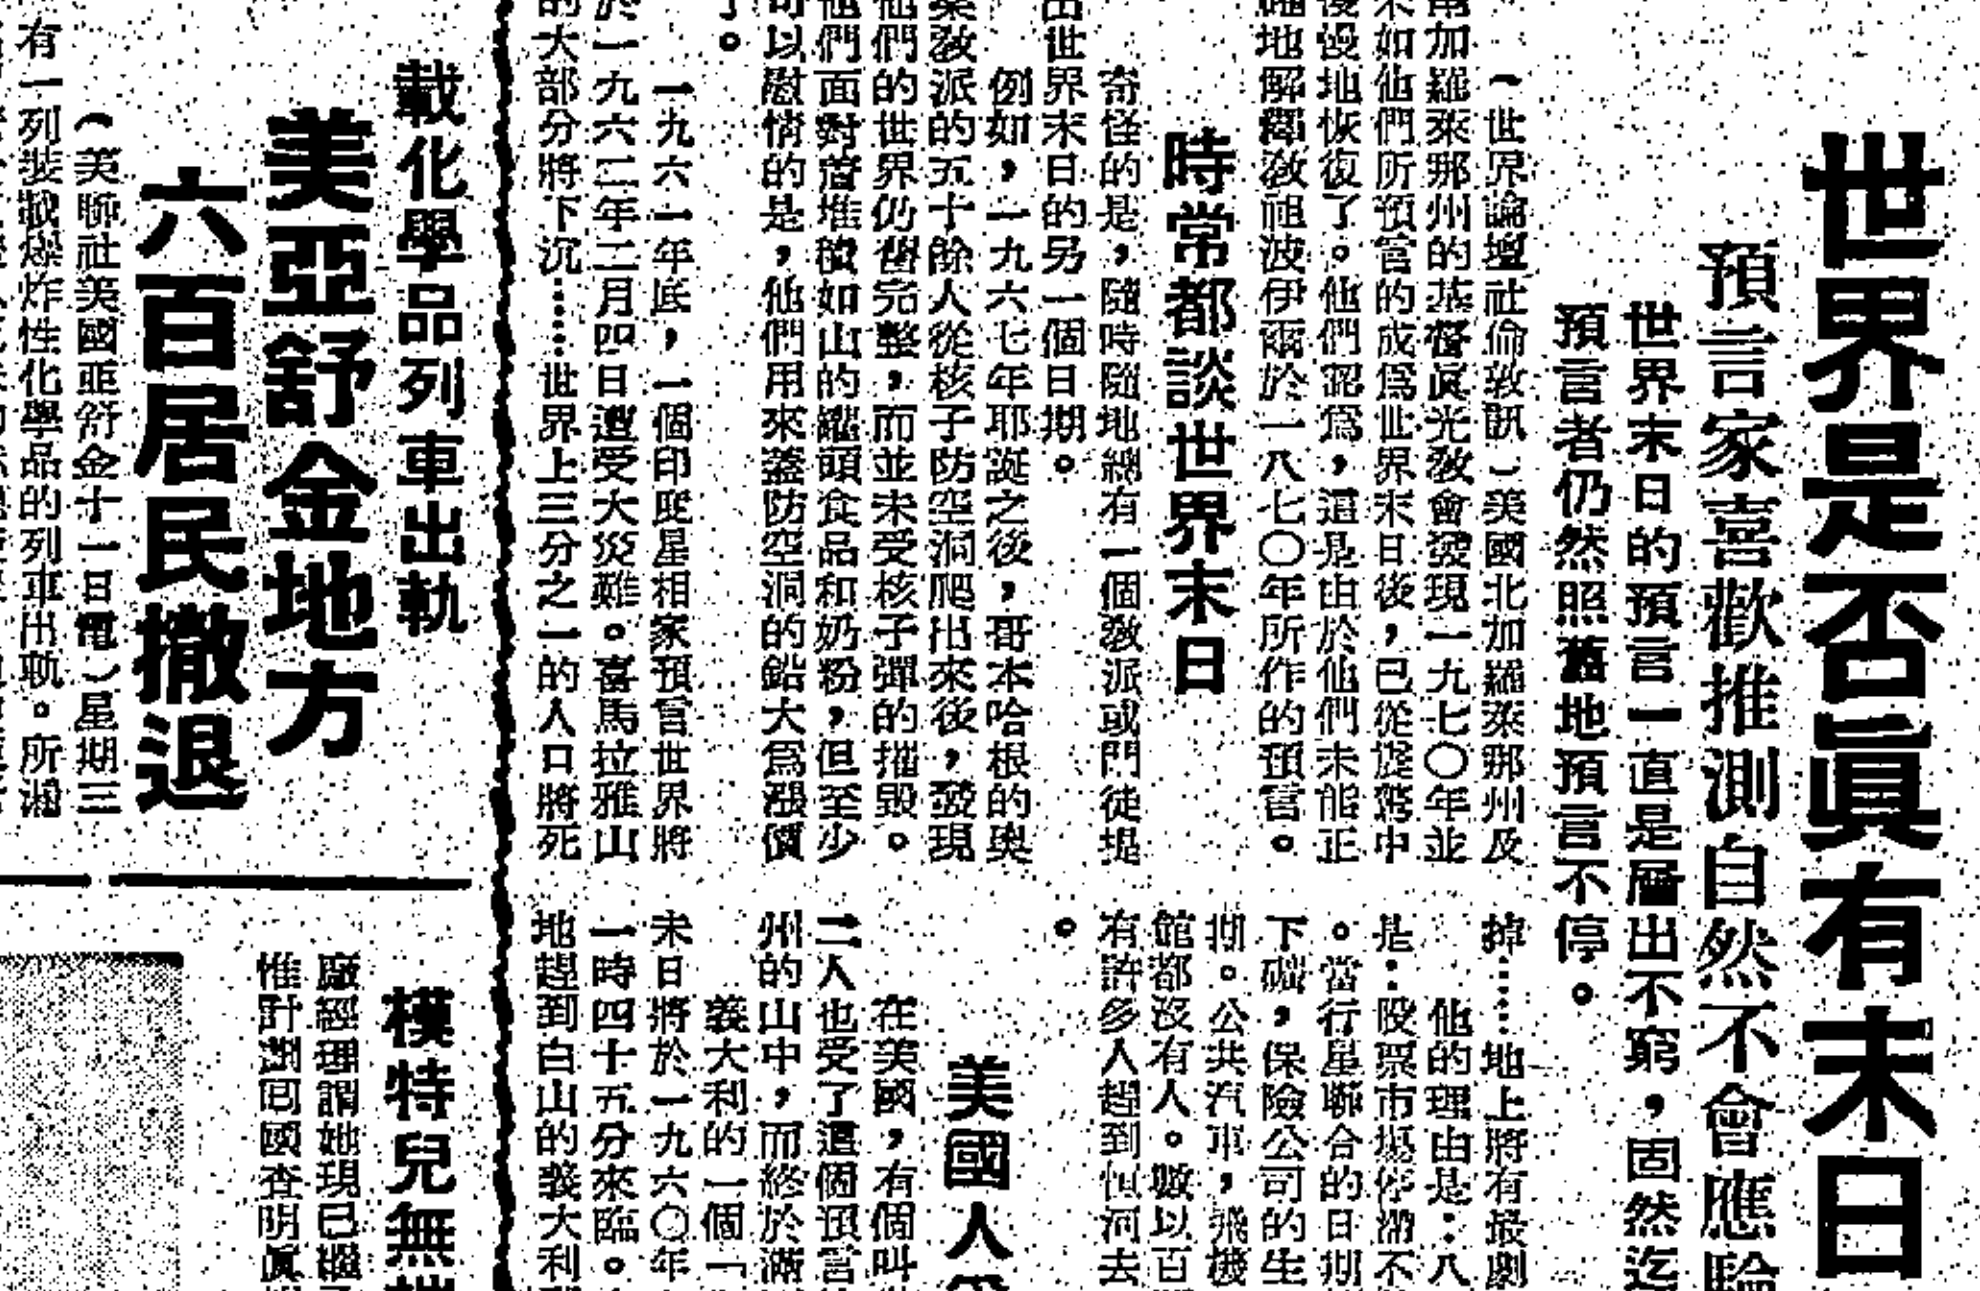 世界是否眞有末日
預言家喜歡推測自然不會應驗
世界末日的預言一直是層出不窮，固然迄
預言者仍然照舊地預言不停。
（世界論壇社倫敦訊）美國北加羅萊那州及
南加羅萊那州的基督眞光敎會發現一九七〇年並
不如他們所預言的成爲世界末日後，已從震驚中
慢慢地恢復了。他們認爲，這是由於他們未能正
確地解釋敎祖波伊爾於一八七〇年所作的預言。
時常都談世界末日
奇怪的是，隨時隨地總有一個敎派或門徒提
出世界末日的另一個日期。
例如，一九六七年耶誕之後，哥本哈根的奥
敎派的五十餘人從核子防空洞爬出來後，發現
他們的世界仍舊完整，而並未受核子彈的摧毀。
他們面對着堆積如山的罐頭食品和奶粉，但至少
可以慰情的是，他們用來蓋防空洞的鉛大爲漲價
了。
一九六一年底，一個印度星相家預言世界將
於一九六二年二月四日遭受大災難。喜馬拉雅山
的大部分將下沉……世界上三分之一的人口將死
掉……地上將有最劇
他的理由是：八
是：股票市場停滯不
。當行星聯合的日期
下礦，保險公司的生
期。公共汽車，飛機
館都沒有人。數以百
有許多人趕到恒河去
。
美國人
在美國，有個叫
二人也受了這個預言
州的山中，而終於滿
義大利的一個「
末日將於一九六〇年
一時四十五分來臨。
地趕到白山的義大利
載化學品列車出軌
美亞舒金地方
六百居民撤退
（美聯社美國亞舒金十一日電）星期三
有一列裝載爆炸性化學品的列車出軌。所
模特兒無
廠經理謂她現已繼
惟計劃回國查明眞